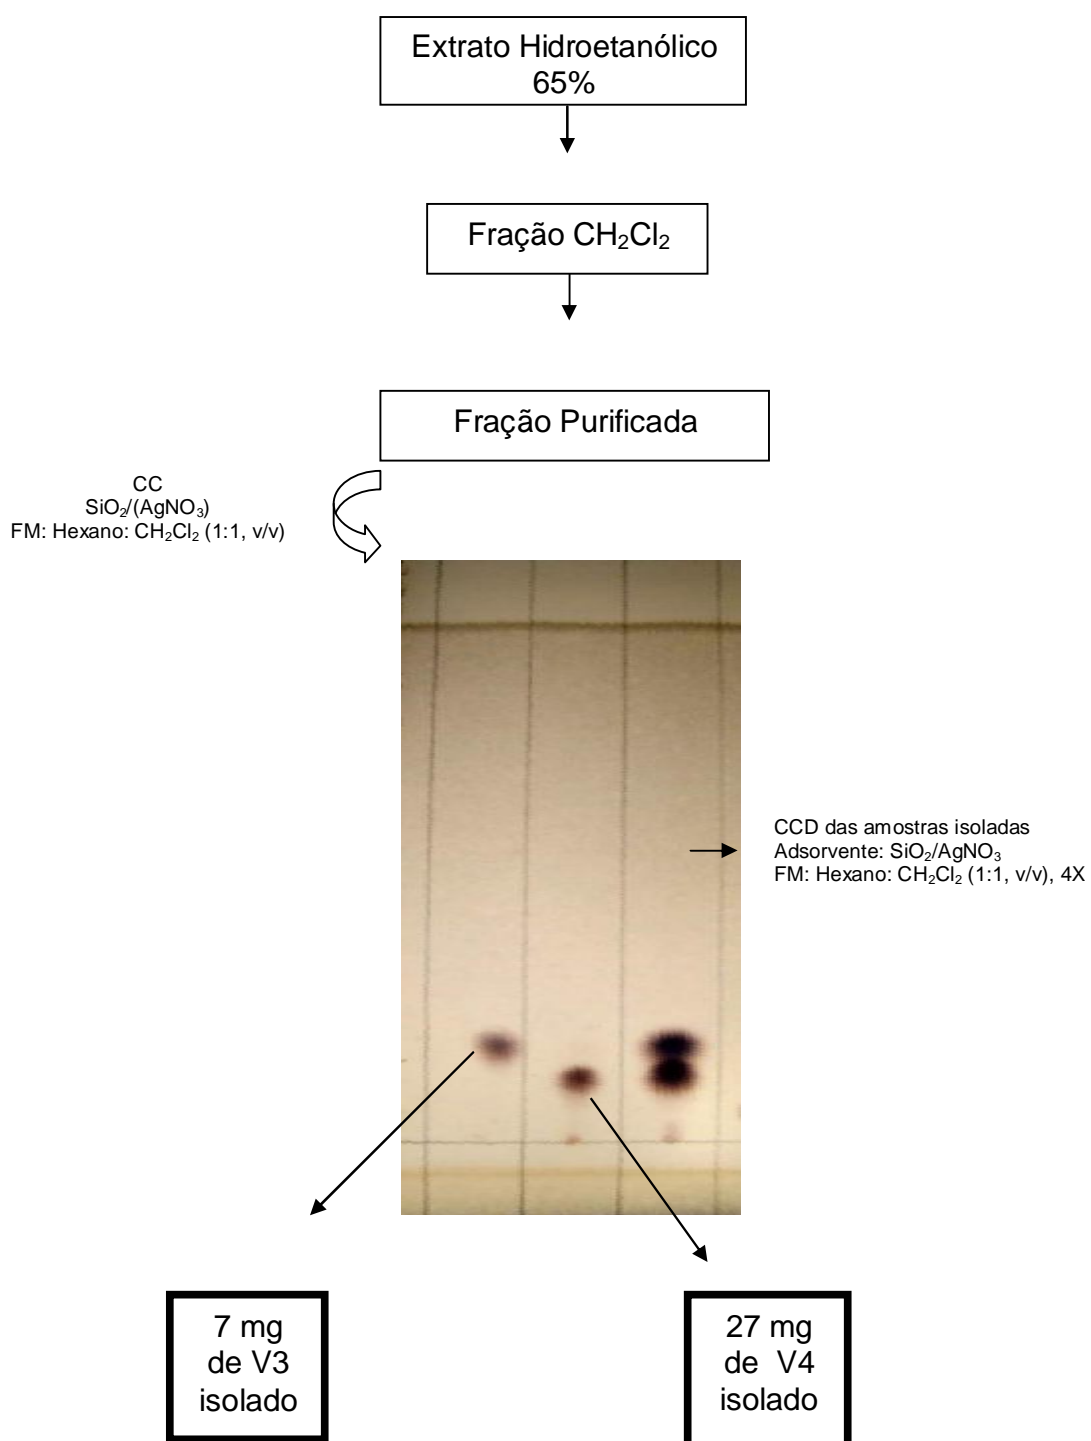 Extrato Hidroetanólico
65%
Fração CH₂Cl₂
Fração Purificada
CC
SiO₂/(AgNO₃)
FM: Hexano: CH₂Cl₂ (1:1, v/v)
CCD das amostras isoladas
Adsorvente: SiO₂/AgNO₃
FM: Hexano: CH₂Cl₂ (1:1, v/v), 4X
7 mg
de V3
isolado
27 mg
de V4
isolado